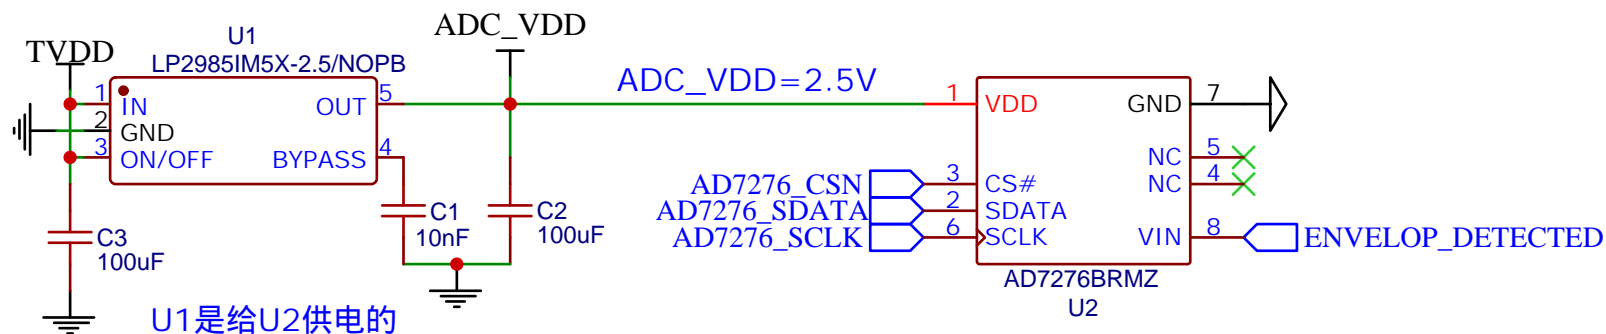 ADC_VDD
TVDD
U1
LP2985IM5X-2.5/NOPB
ADC_VDD=2.5V
1 IN
OUT 5
2 GND
3 ON/OFF
BYPASS 4
1 VDD
GND 7
NC 5
NC 4
AD7276_CSN 3 CS#
AD7276_SDATA 2 SDATA
AD7276_SCLK 6 SCLK
VIN 8 ENVELOP_DETECTED
C1
10nF
C2
100uF
C3
100uF
AD7276BRMZ
U2
U1是给U2供电的